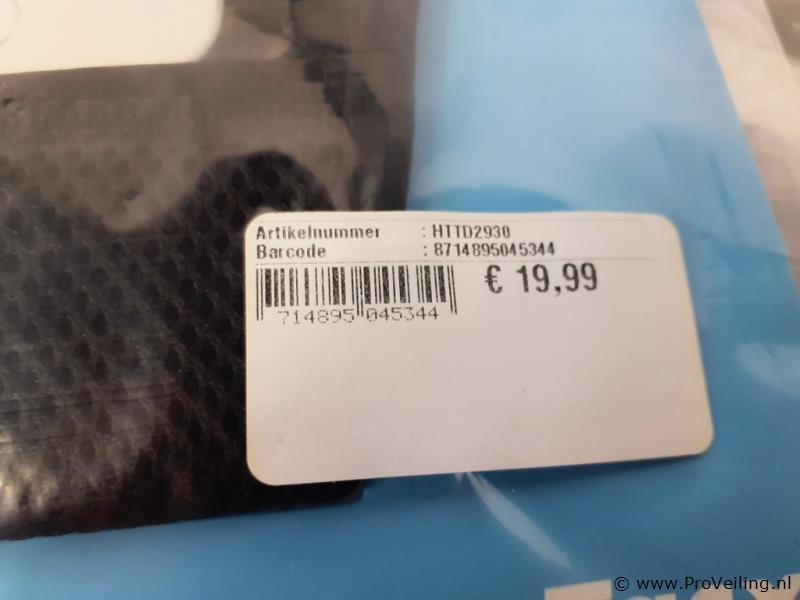 Artikelnummer : HTTD2930
Barcode : 8714895045344
€ 19,99
714895 045344
© www.ProVeiling.nl